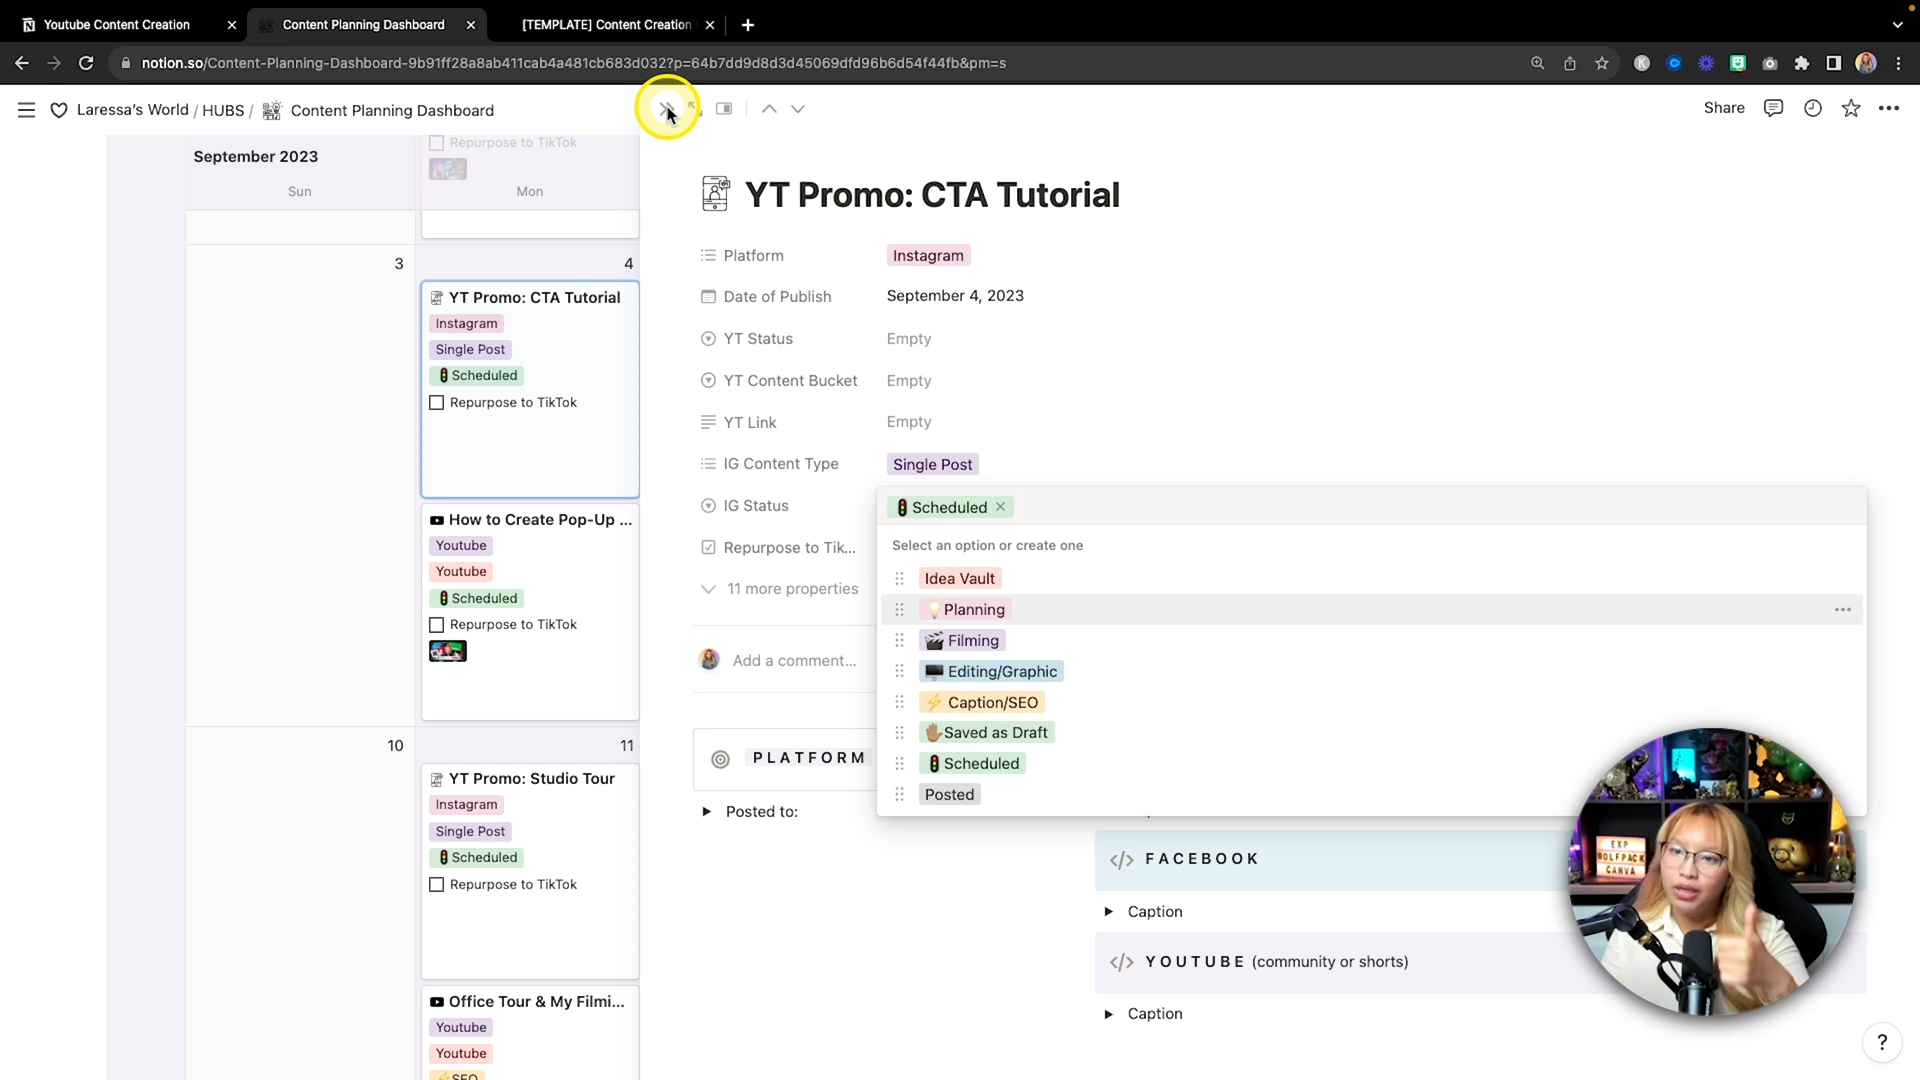 Youtube Content Creation
Content Planning Dashboard
[TEMPLATE] Content Creation
notion.so/Content-Planning-Dashboard-9b91ff28a8ab411cab4a481cb683d032?p=64b7dd9d8d3d45069dfd96b6d54f44fb&pm=s
Laressa's World / HUBS / Content Planning Dashboard
Share
September 2023
Sun
Mon
Repurpose to TikTok
3
4
YT Promo: CTA Tutorial
Instagram
Single Post
Scheduled
Repurpose to TikTok
How to Create Pop-Up ...
Youtube
Youtube
Scheduled
Repurpose to TikTok
10
11
YT Promo: Studio Tour
Instagram
Single Post
Scheduled
Repurpose to TikTok
Office Tour & My Filmi...
Youtube
Youtube
SEO
YT Promo: CTA Tutorial
Platform
Instagram
Date of Publish
September 4, 2023
YT Status
Empty
YT Content Bucket
Empty
YT Link
Empty
IG Content Type
Single Post
IG Status
Scheduled
Select an option or create one
Idea Vault
Planning
Filming
Editing/Graphic
Caption/SEO
Saved as Draft
Scheduled
Posted
Repurpose to Tik...
11 more properties
Add a comment...
PLATFORM
Posted to:
FACEBOOK
Caption
YOUTUBE (community or shorts)
Caption
EXP
WOLFPACK
CANVA
?